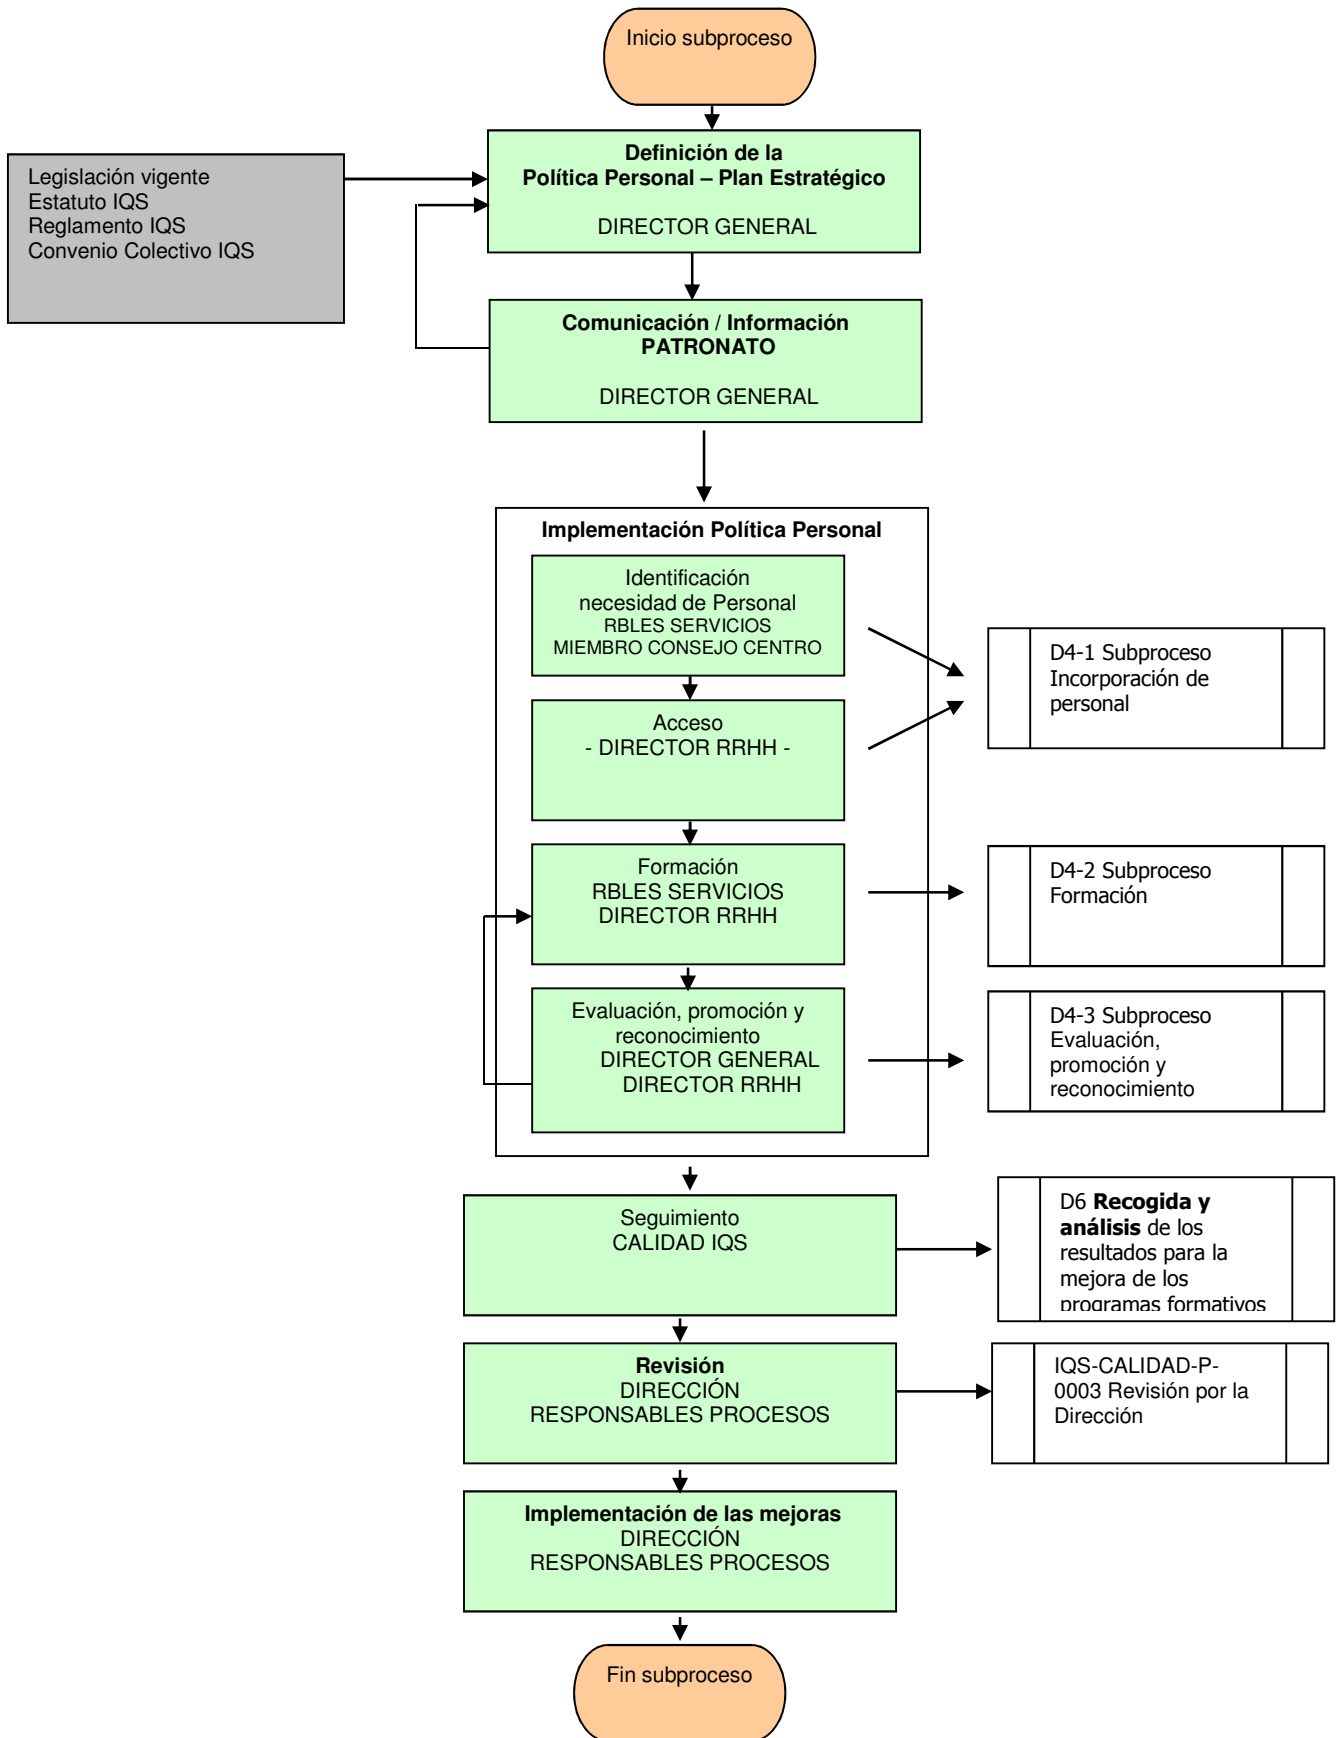 Inicio subproceso
Definición de la
Política Personal – Plan Estratégico
DIRECTOR GENERAL
Legislación vigente
Estatuto IQS
Reglamento IQS
Convenio Colectivo IQS
Comunicación / Información
PATRONATO
DIRECTOR GENERAL
Implementación Política Personal
Identificación
necesidad de Personal
RBLES SERVICIOS
MIEMBRO CONSEJO CENTRO
D4-1 Subproceso
Incorporación de
personal
Acceso
- DIRECTOR RRHH -
Formación
RBLES SERVICIOS
DIRECTOR RRHH
D4-2 Subproceso
Formación
Evaluación, promoción y
reconocimiento
DIRECTOR GENERAL
DIRECTOR RRHH
D4-3 Subproceso
Evaluación,
promoción y
reconocimiento
Seguimiento
CALIDAD IQS
D6 Recogida y
análisis de los
resultados para la
mejora de los
programas formativos
Revisión
DIRECCIÓN
RESPONSABLES PROCESOS
IQS-CALIDAD-P-
0003 Revisión por la
Dirección
Implementación de las mejoras
DIRECCIÓN
RESPONSABLES PROCESOS
Fin subproceso